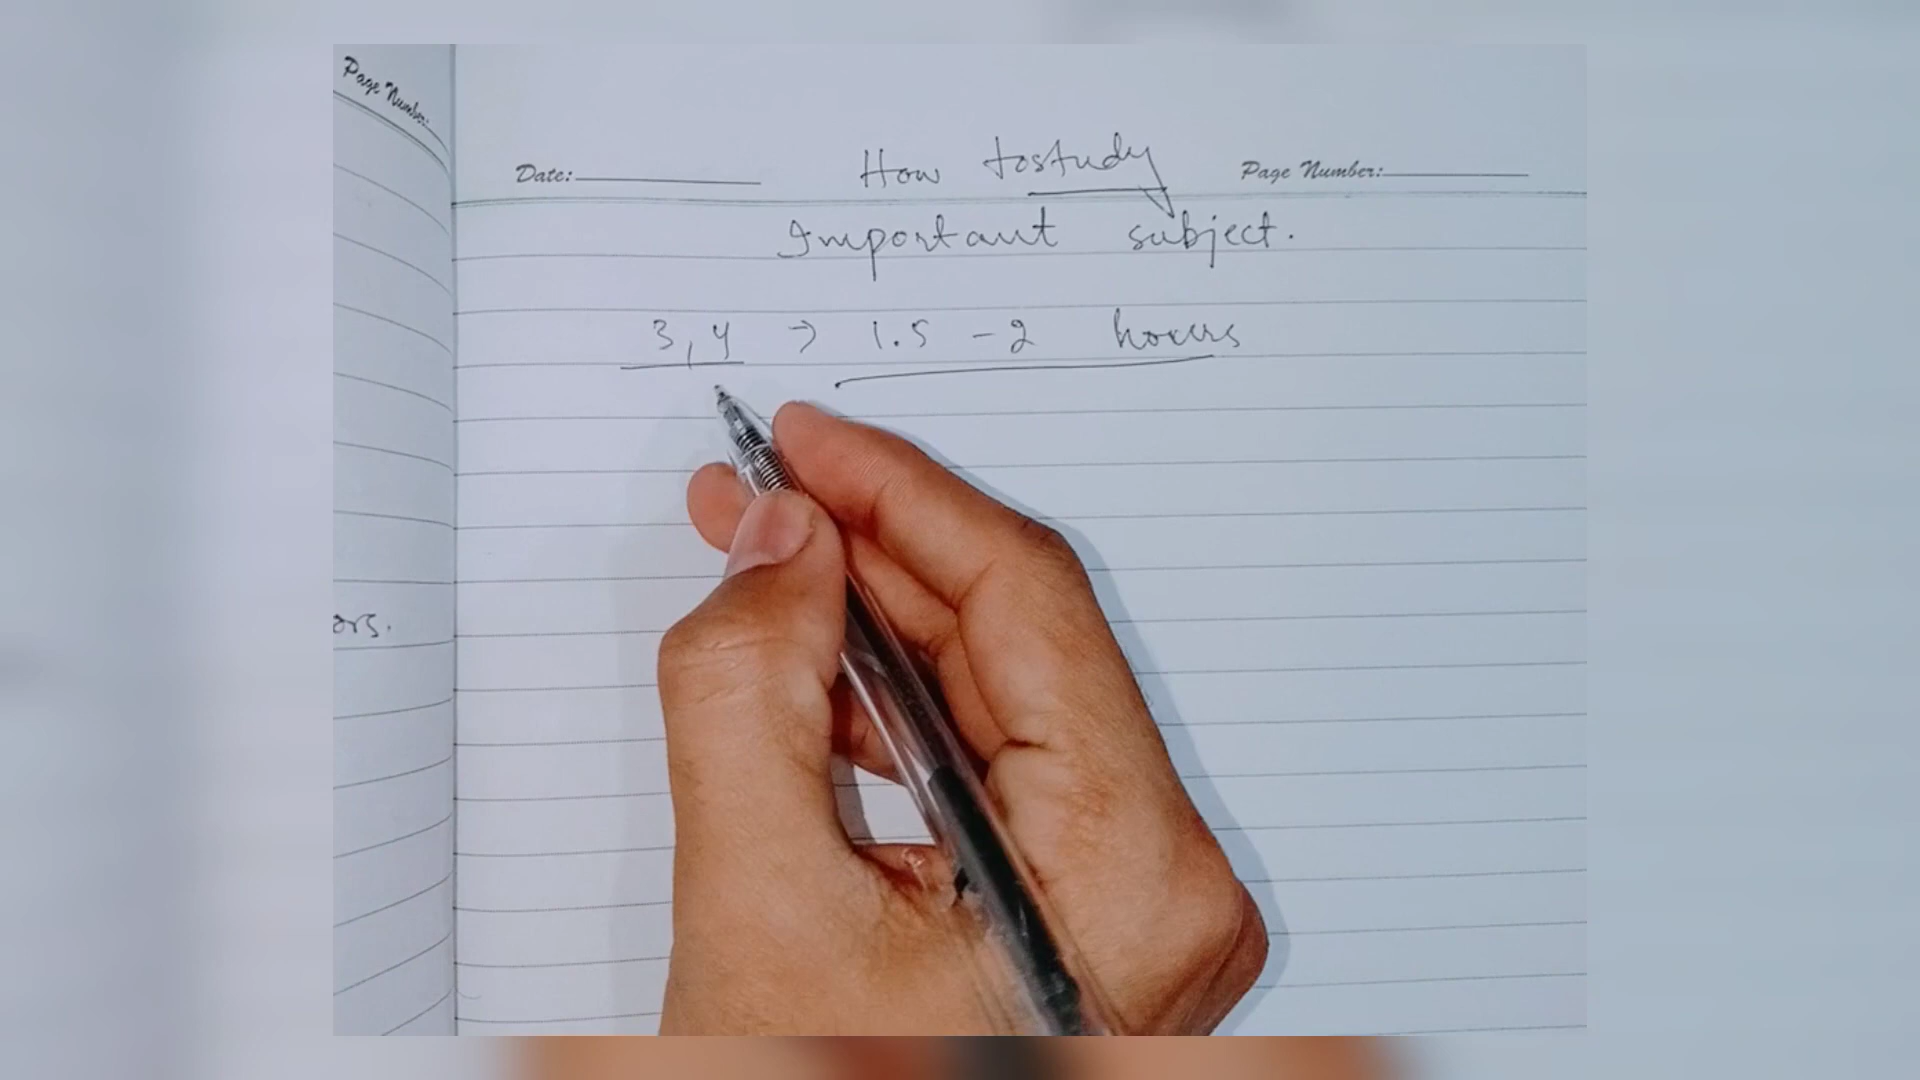 Page Number:
Date: How tostudy Page Number:
Important subject.
3, 4 → 1.5 - 2 hours
ors.